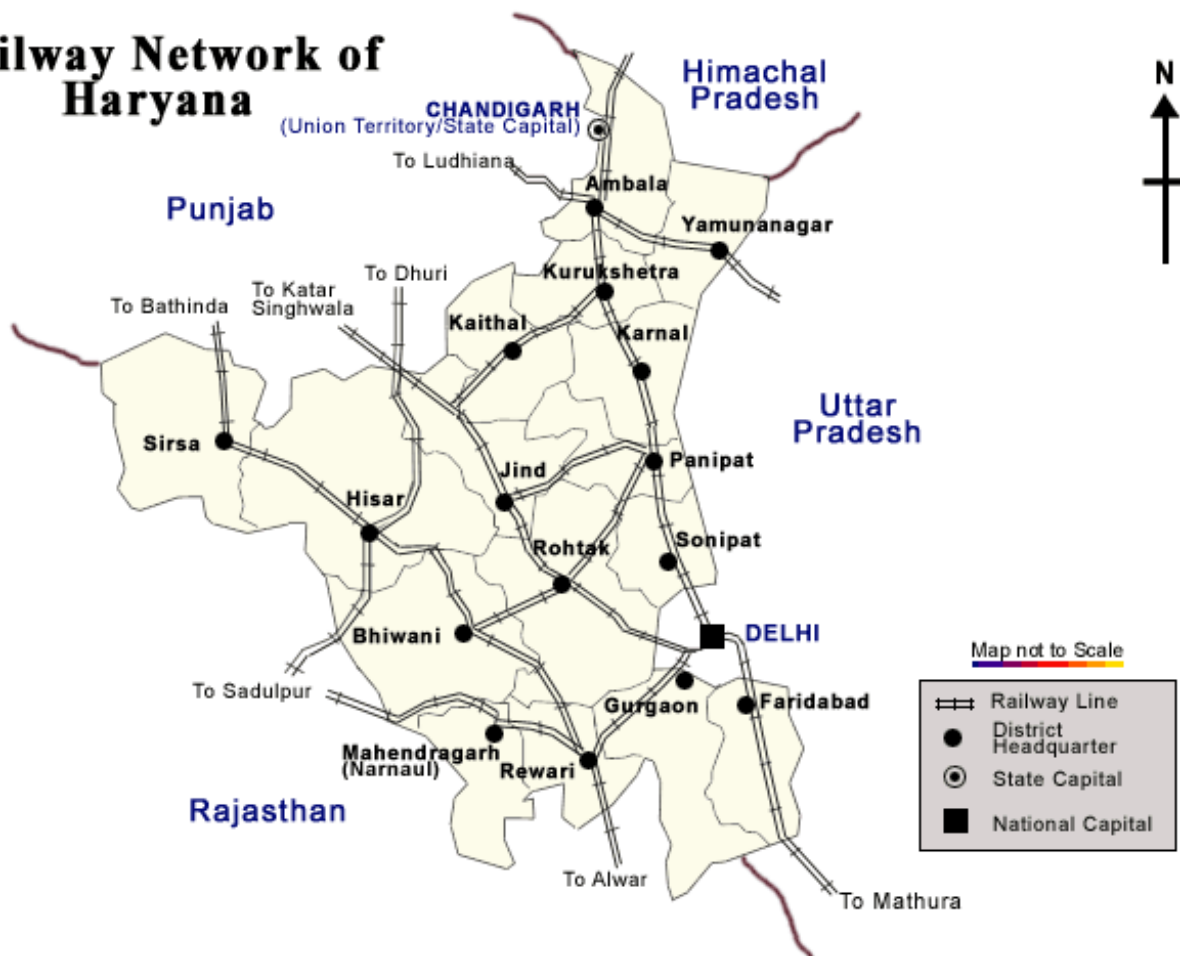 ilway Network of
Haryana
Himachal
Pradesh
N
CHANDIGARH
(Union Territory/State Capital)
To Ludhiana
Ambala
Punjab
Yamunanagar
To Dhuri
Kurukshetra
To Katar
Singhwala
To Bathinda
Kaithal
Karnal
Uttar
Pradesh
Sirsa
Jind
Panipat
Hisar
Rohtak
Sonipat
Bhiwani
DELHI
Map not to Scale
To Sadulpur
Gurgaon
Faridabad
Railway Line
District
Headquarter
Mahendragarh
(Narnaul)
Rewari
State Capital
Rajasthan
National Capital
To Alwar
To Mathura